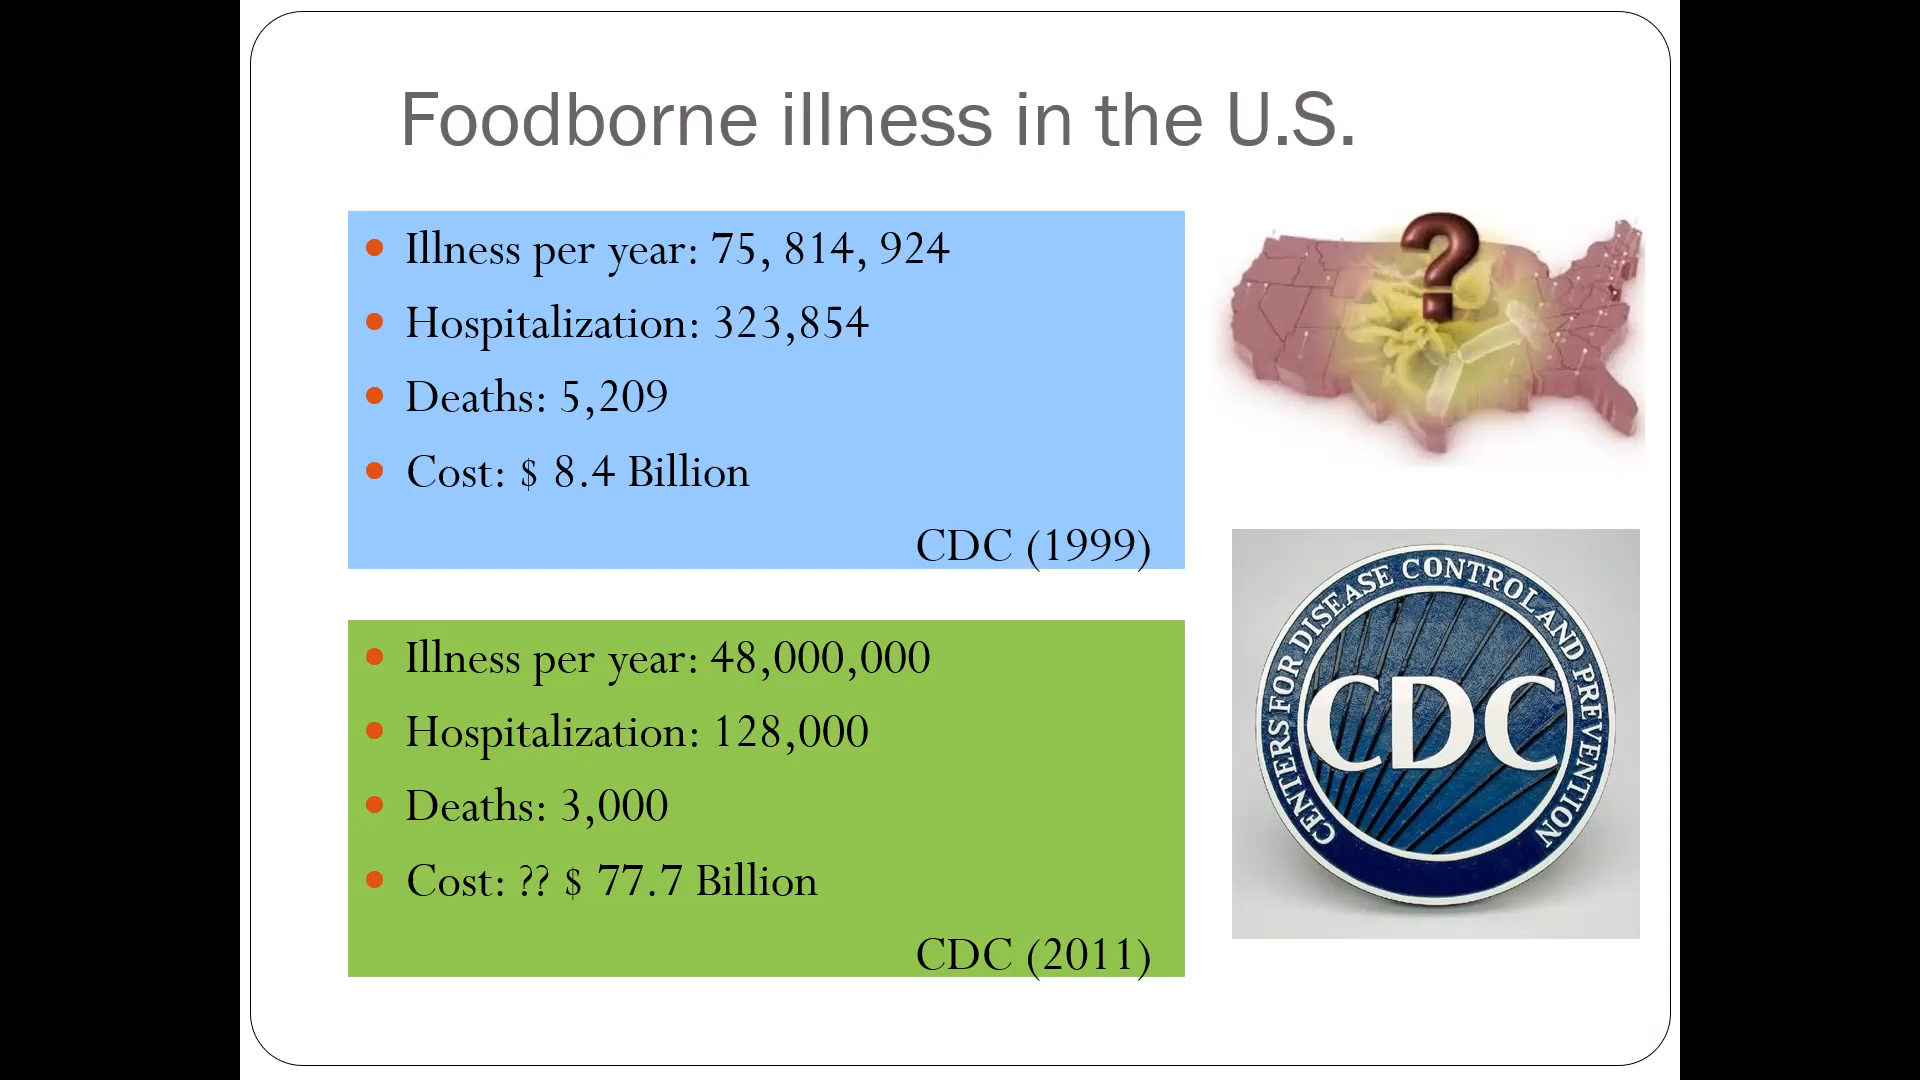 Foodborne illness in the U.S.
Illness per year: 75, 814, 924
Hospitalization: 323,854
Deaths: 5,209
Cost: $ 8.4 Billion
CDC (1999)
Illness per year: 48,000,000
Hospitalization: 128,000
Deaths: 3,000
Cost: ?? $ 77.7 Billion
CDC (2011)
?
CENTERS FOR DISEASE CONTROL AND PREVENTION
CDC